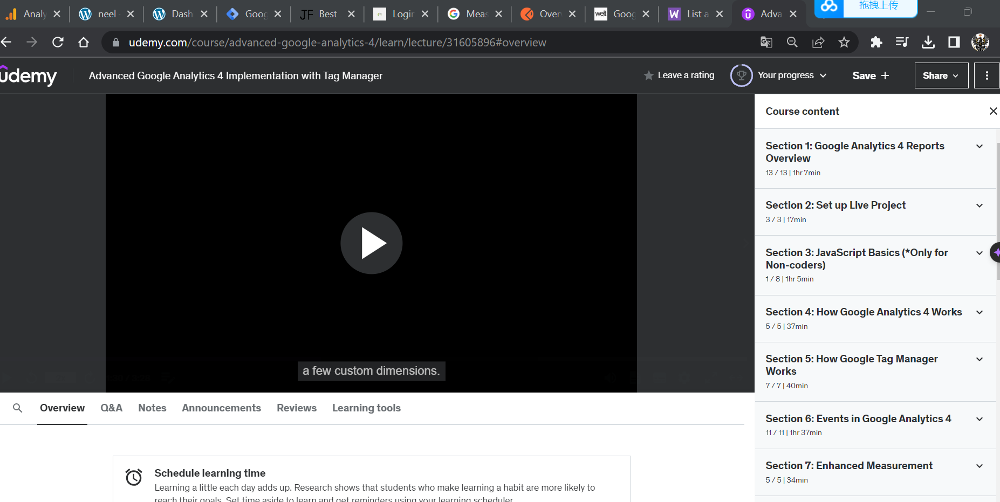 Analy
neel
Dash
Goog
JF Best
Login
Meas
Over
welt Goog
W List a
Adva
拖拽上传
udemy.com/course/advanced-google-analytics-4/learn/lecture/31605896#overview
udemy
Advanced Google Analytics 4 Implementation with Tag Manager
Leave a rating
Your progress
Save +
Share
a few custom dimensions.
Overview Q&A Notes Announcements Reviews Learning tools
Schedule learning time
Learning a little each day adds up. Research shows that students who make learning a habit are more likely to
reach their goals. Set time aside to learn and get reminders using your learning scheduler.
Course content
Section 1: Google Analytics 4 Reports
Overview
13 / 13 | 1hr 7min
Section 2: Set up Live Project
3 / 3 | 17min
Section 3: JavaScript Basics (*Only for
Non-coders)
1 / 8 | 1hr 5min
Section 4: How Google Analytics 4 Works
5 / 5 | 37min
Section 5: How Google Tag Manager
Works
7 / 7 | 40min
Section 6: Events in Google Analytics 4
11 / 11 | 1hr 37min
Section 7: Enhanced Measurement
5 / 5 | 34min